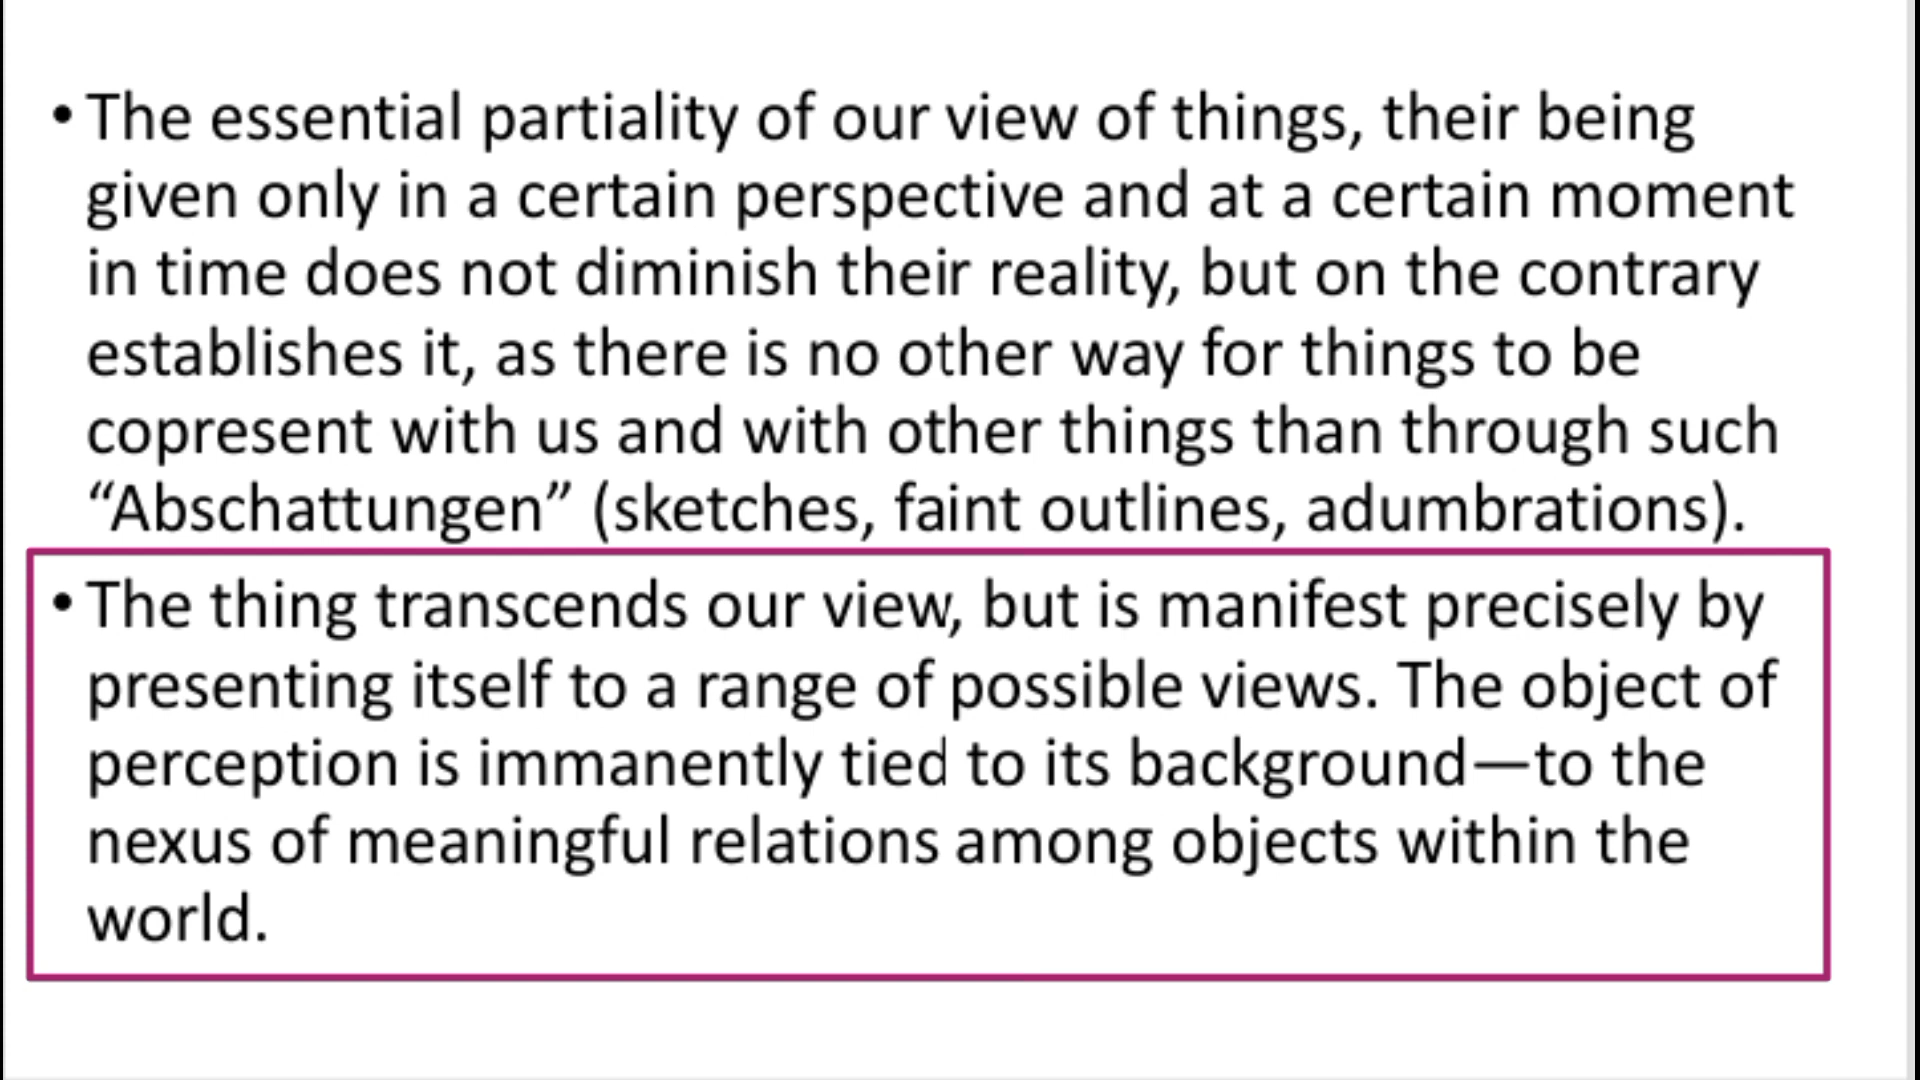 • The essential partiality of our view of things, their being
given only in a certain perspective and at a certain moment
in time does not diminish their reality, but on the contrary
establishes it, as there is no other way for things to be
copresent with us and with other things than through such
“Abschattungen” (sketches, faint outlines, adumbrations).
• The thing transcends our view, but is manifest precisely by
presenting itself to a range of possible views. The object of
perception is immanently tied to its background—to the
nexus of meaningful relations among objects within the
world.